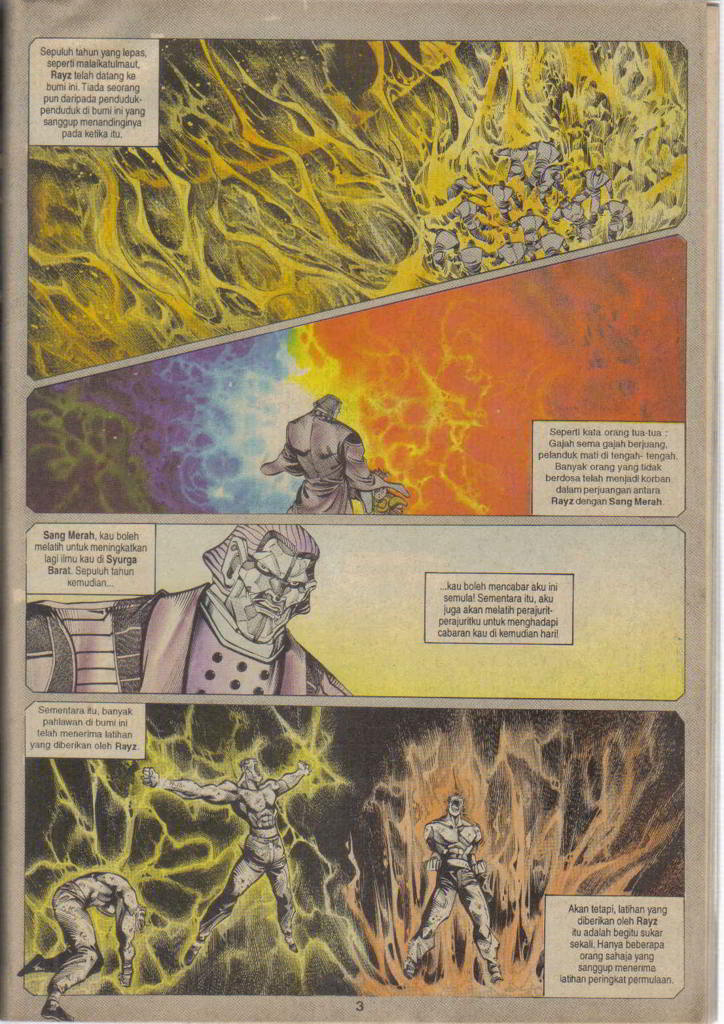 Sepuluh tahun yang lepas,
seperti malaikatulmaut,
Rayz telah datang ke
bumi ini. Tiada seorang
pun daripada penduduk-
penduduk di bumi ini yang
sanggup menandinginya
pada ketika itu.
Seperti kata orang tua-tua :
Gajah sema gajah berjuang,
pelanduk mati di tengah- tengah.
Banyak orang yang tidak
berdosa telah menjadi korban
dalam perjuangan antara
Rayz dengan Sang Merah.
Sang Merah, kau boleh
melatih untuk meningkatkan
lagi ilmu kau di Syurga
Barat. Sepuluh tahun
kemudian...
...kau boleh mencabar aku ini
semula! Sementara itu, aku
juga akan melatih perajurit-
perajuritku untuk menghadapi
cabaran kau di kemudian hari!
Sementara itu, banyak
pahlawan di bumi ini
telah menerima latihan
yang diberikan oleh Rayz.
Akan tetapi, latihan yang
diberikan oleh Rayz
itu adalah begitu sukar
sekali. Hanya beberapa
orang sahaja yang
sanggup menerima
latihan peringkat permulaan.
3